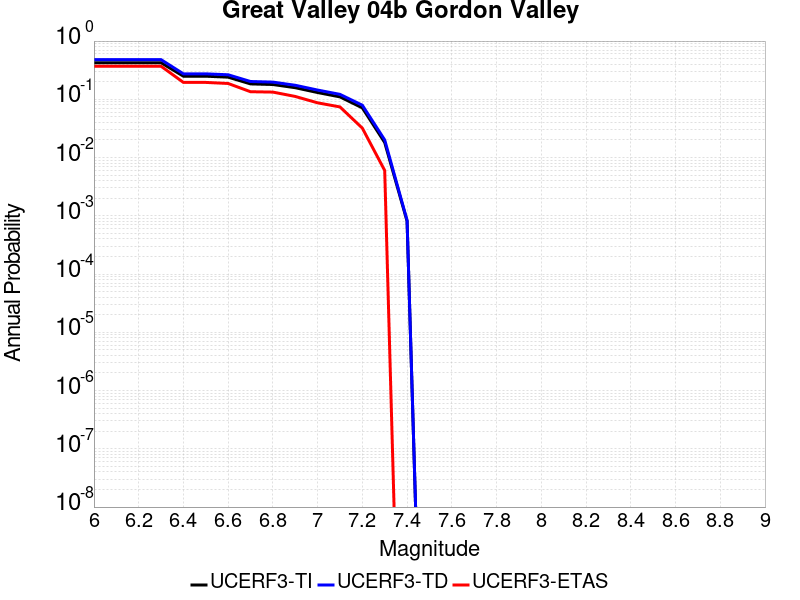 Great Valley 04b Gordon Valley
Annual Probability
10^0
10^-1
10^-2
10^-3
10^-4
10^-5
10^-6
10^-7
10^-8
6 6.2 6.4 6.6 6.8 7 7.2 7.4 7.6 7.8 8 8.2 8.4 8.6 8.8 9
Magnitude
UCERF3-TI UCERF3-TD UCERF3-ETAS